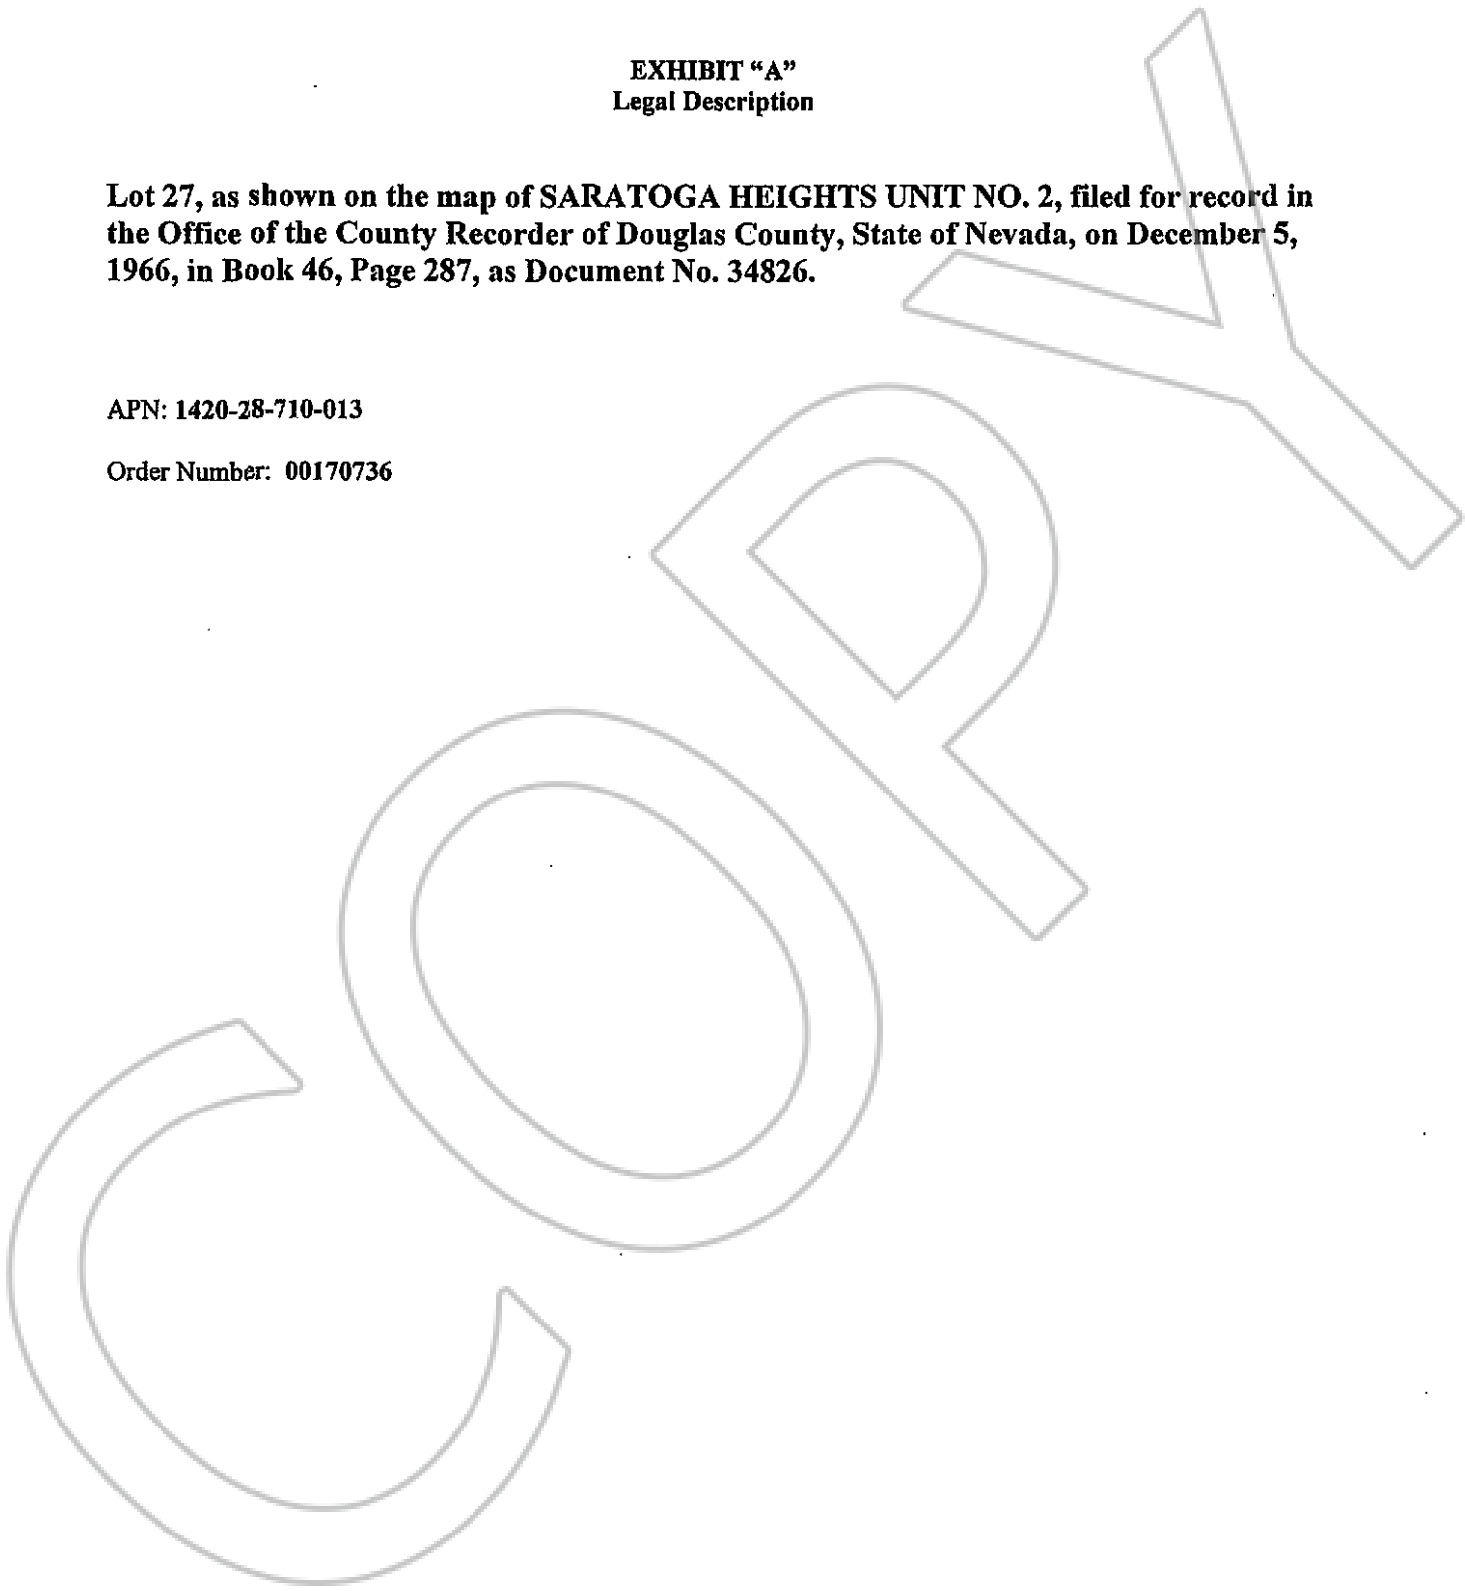 EXHIBIT “A”
Legal Description
Lot 27, as shown on the map of SARATOGA HEIGHTS UNIT NO. 2, filed for record in
the Office of the County Recorder of Douglas County, State of Nevada, on December 5,
1966, in Book 46, Page 287, as Document No. 34826.
APN: 1420-28-710-013
Order Number: 00170736
COPY